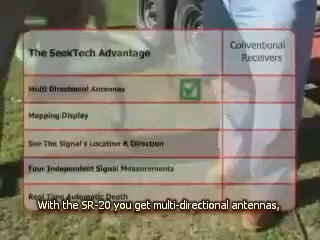 The SeekTech Advantage
Conventional
Receivers
Multi Directional Antennas
Mapping Display
See The Signal's Location & Direction
Four Independent Signal Measurements
Real Time Automatic Depth
With the SR-20 you get multi-directional antennas,